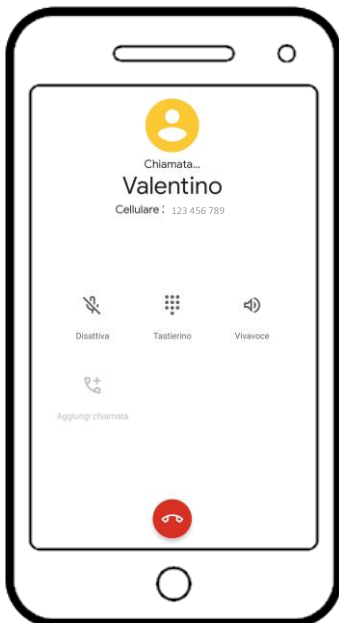 Chiamata...
Valentino
Cellulare : 123 456 789
Disattiva Tastierino Vivavoce
Aggiungi chiamata